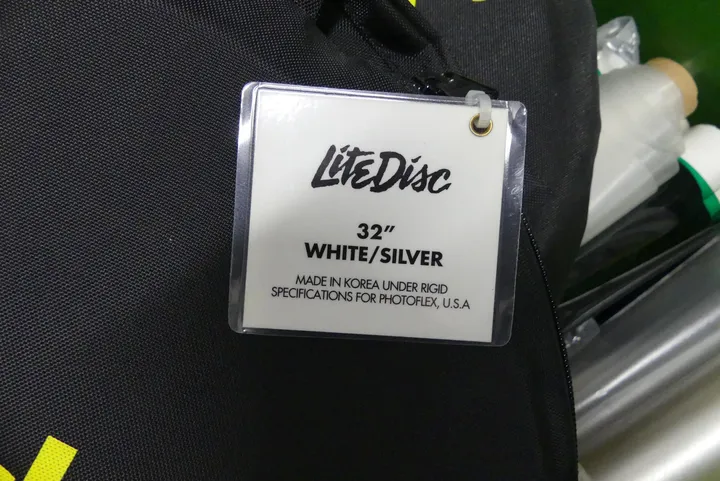 LiteDisc
32"
WHITE/SILVER
MADE IN KOREA UNDER RIGID
SPECIFICATIONS FOR PHOTOFLEX, U.S.A